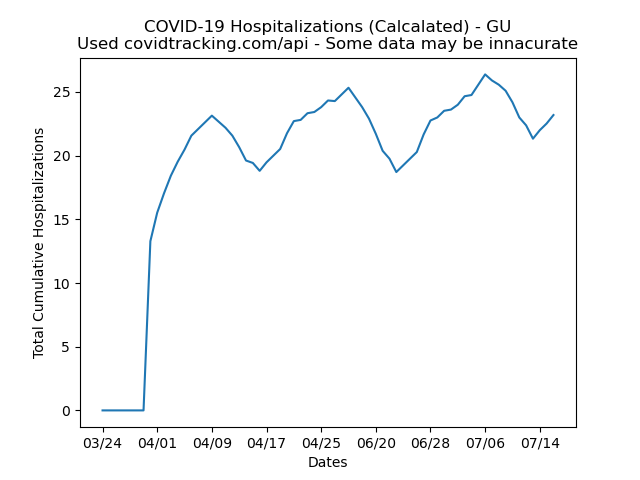 COVID-19 Hospitalizations (Calcalated) - GU
Used covidtracking.com/api - Some data may be innacurate
Total Cumulative Hospitalizations
25
20
15
10
5
0
03/24 04/01 04/09 04/17 04/25 06/20 06/28 07/06 07/14
Dates